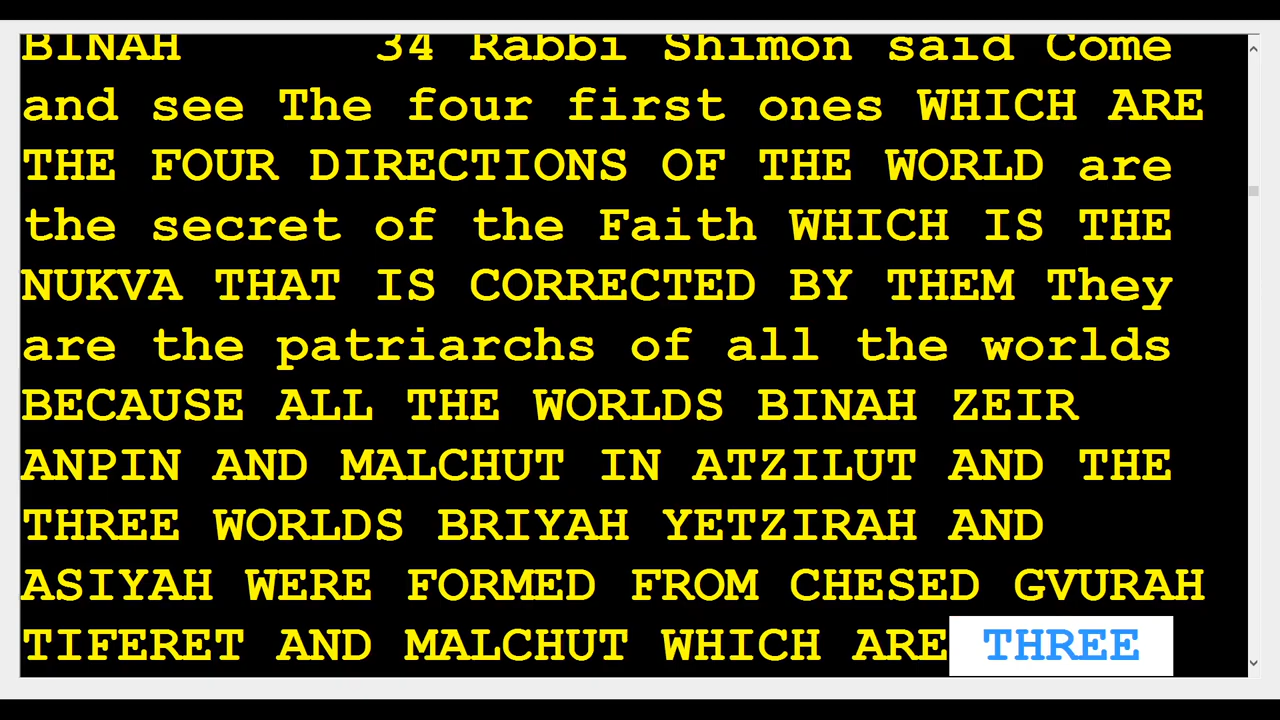 BINAH 34 Rabbi Shimon said Come
and see The four first ones WHICH ARE
THE FOUR DIRECTIONS OF THE WORLD are
the secret of the Faith WHICH IS THE
NUKVA THAT IS CORRECTED BY THEM They
are the patriarchs of all the worlds
BECAUSE ALL THE WORLDS BINAH ZEIR
ANPIN AND MALCHUT IN ATZILUT AND THE
THREE WORLDS BRIYAH YETZIRAH AND
ASIYAH WERE FORMED FROM CHESED GVURAH
TIFERET AND MALCHUT WHICH ARE THREE